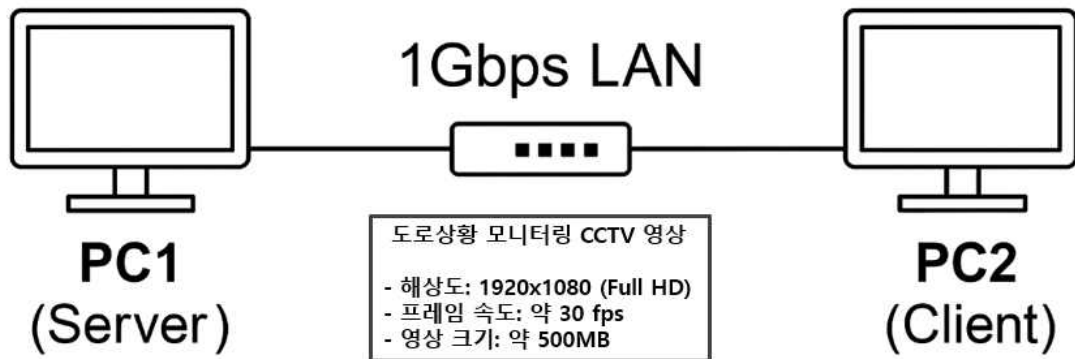 1Gbps LAN
PC1
(Server)
도로상황 모니터링 CCTV 영상
- 해상도: 1920x1080 (Full HD)
- 프레임 속도: 약 30 fps
- 영상 크기: 약 500MB
PC2
(Client)